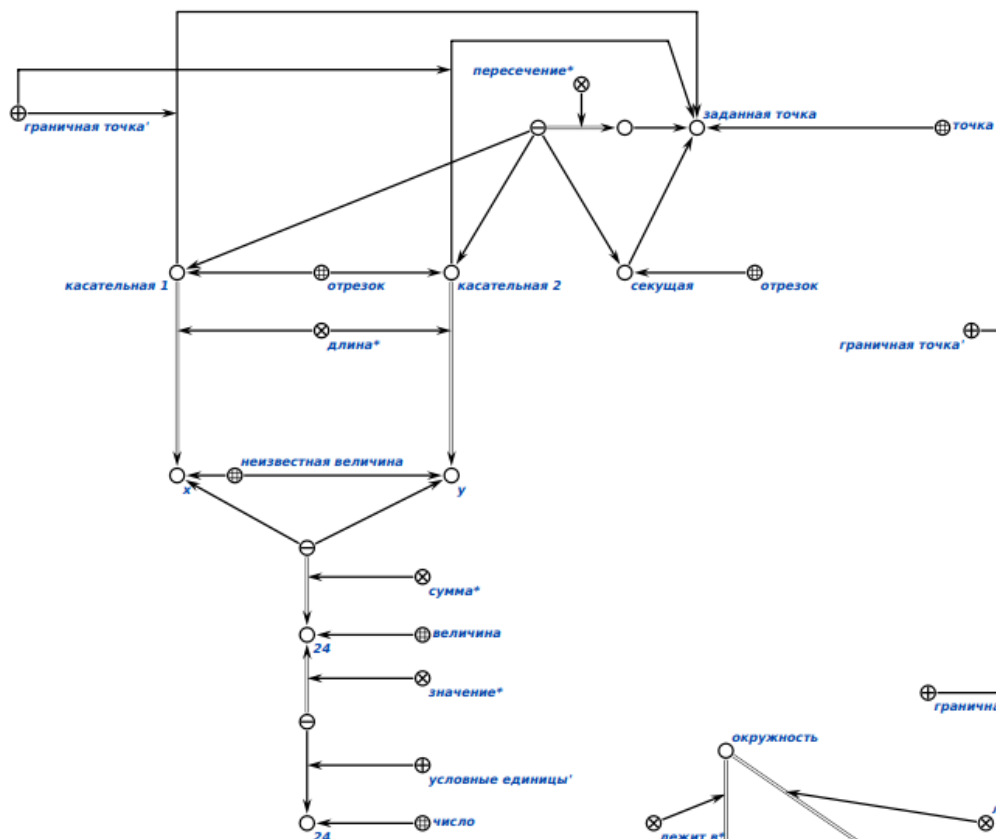 пересечение*
заданная точка
граничная точка'
точка
касательная 1
отрезок
касательная 2
секущая
отрезок
длина*
граничная точка'
неизвестная величина
x
y
сумма*
величина
24
значение*
окружность
условные единицы'
число
24
лежит в*